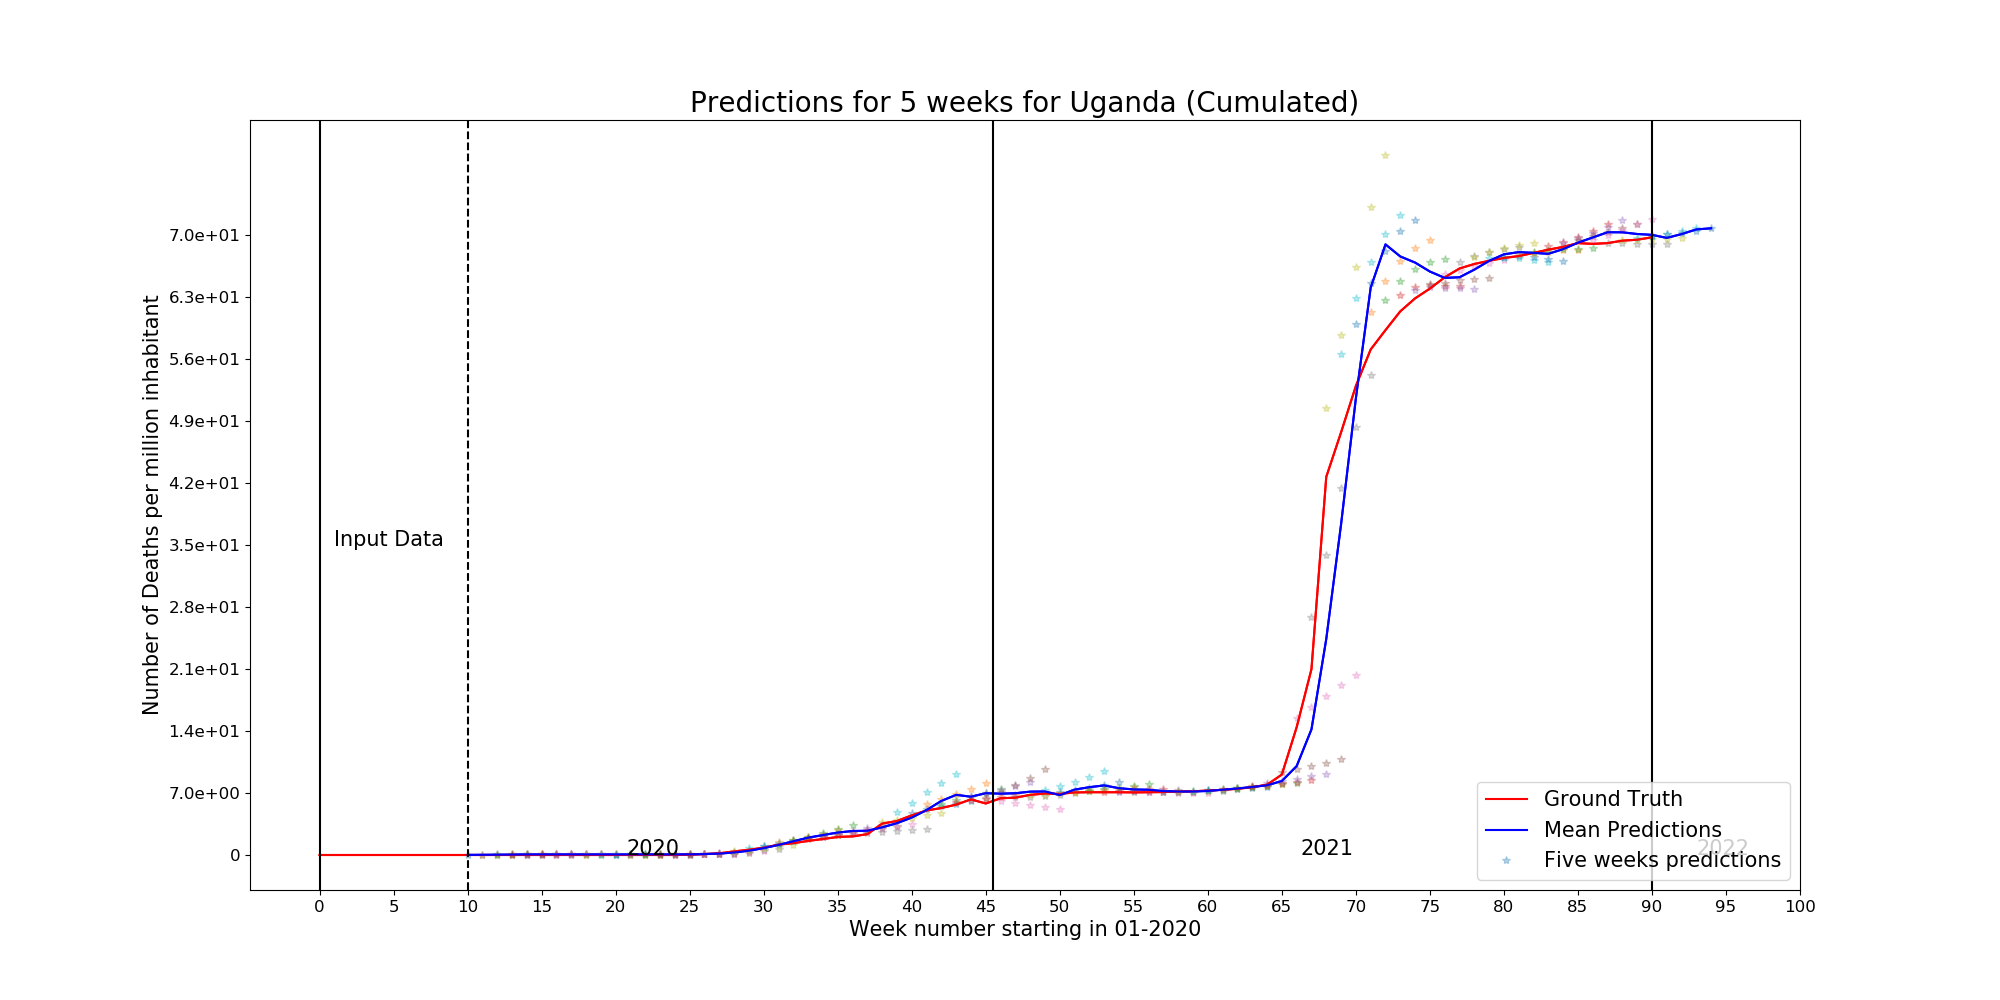 Predictions for 5 weeks for Uganda (Cumulated)
Number of Deaths per million inhabitant
7.0e+01
6.3e+01
5.6e+01
4.9e+01
4.2e+01
3.5e+01
2.8e+01
2.1e+01
1.4e+01
7.0e+00
0
Input Data
2020
2021
2022
Ground Truth
Mean Predictions
Five weeks predictions
0 5 10 15 20 25 30 35 40 45 50 55 60 65 70 75 80 85 90 95 100
Week number starting in 01-2020